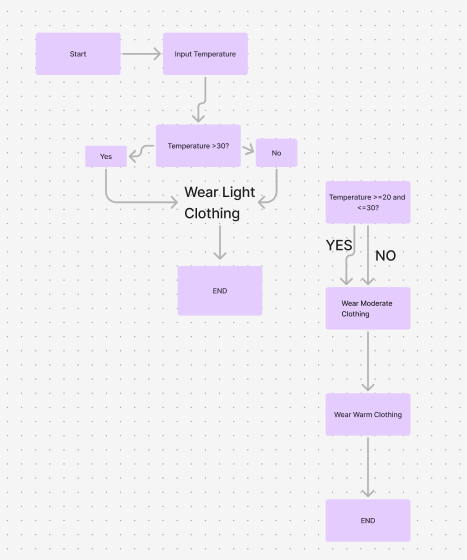 Start
Input Temperature
Temperature >30?
Yes
No
Wear Light
Clothing
END
Temperature >=20 and
<=30?
YES
NO
Wear Moderate
Clothing
Wear Warm Clothing
END